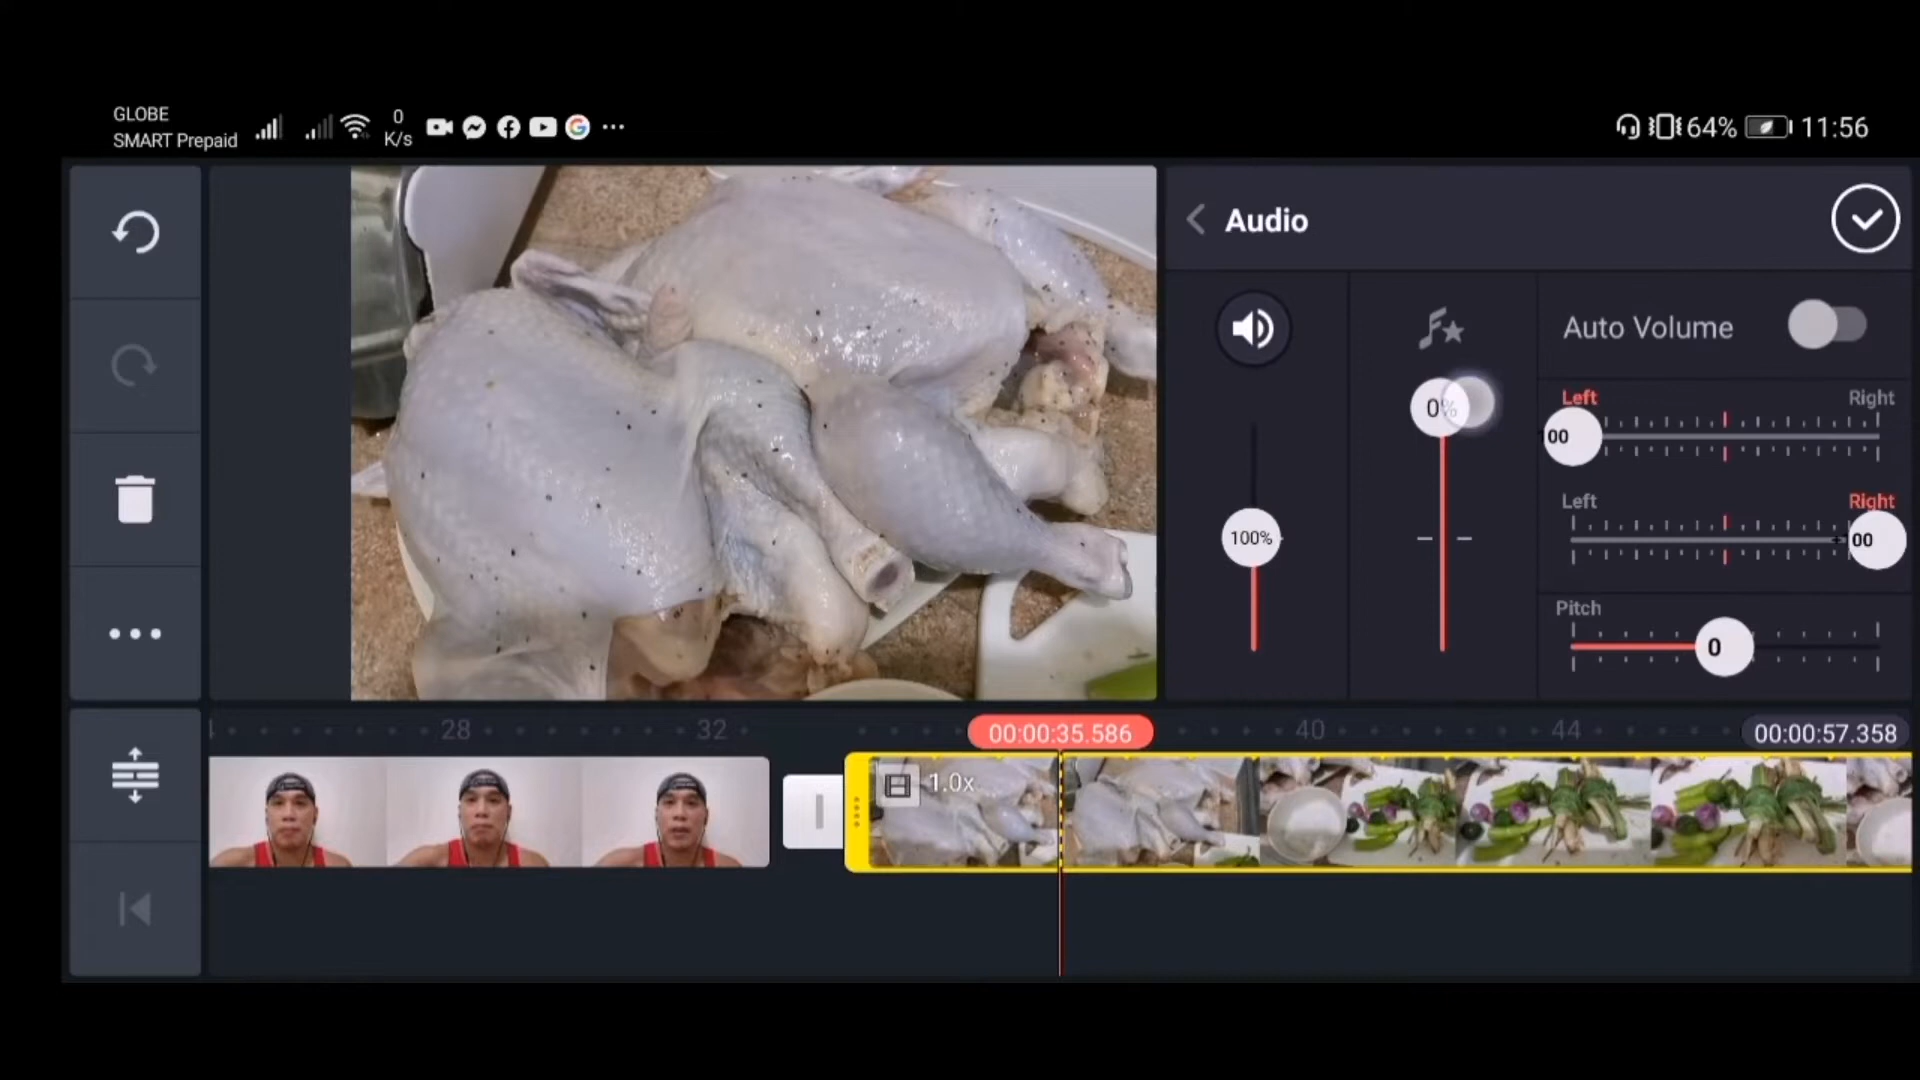 GLOBE
SMART Prepaid
0
K/s
64%
11:56
Audio
Auto Volume
0%
Left
Right
00
100%
Left
Right
+ 00
Pitch
0
28
32
00:00:35.586
40
44
00:00:57.358
1.0x